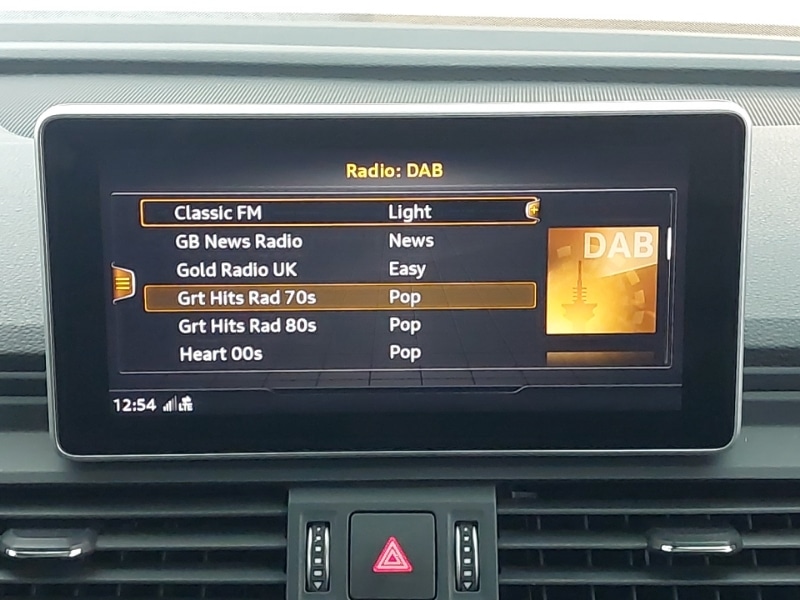 Radio: DAB
Classic FM Light
GB News Radio News
Gold Radio UK Easy
Grt Hits Rad 70s Pop
Grt Hits Rad 80s Pop
Heart 00s Pop
DAB
12:54 LTE